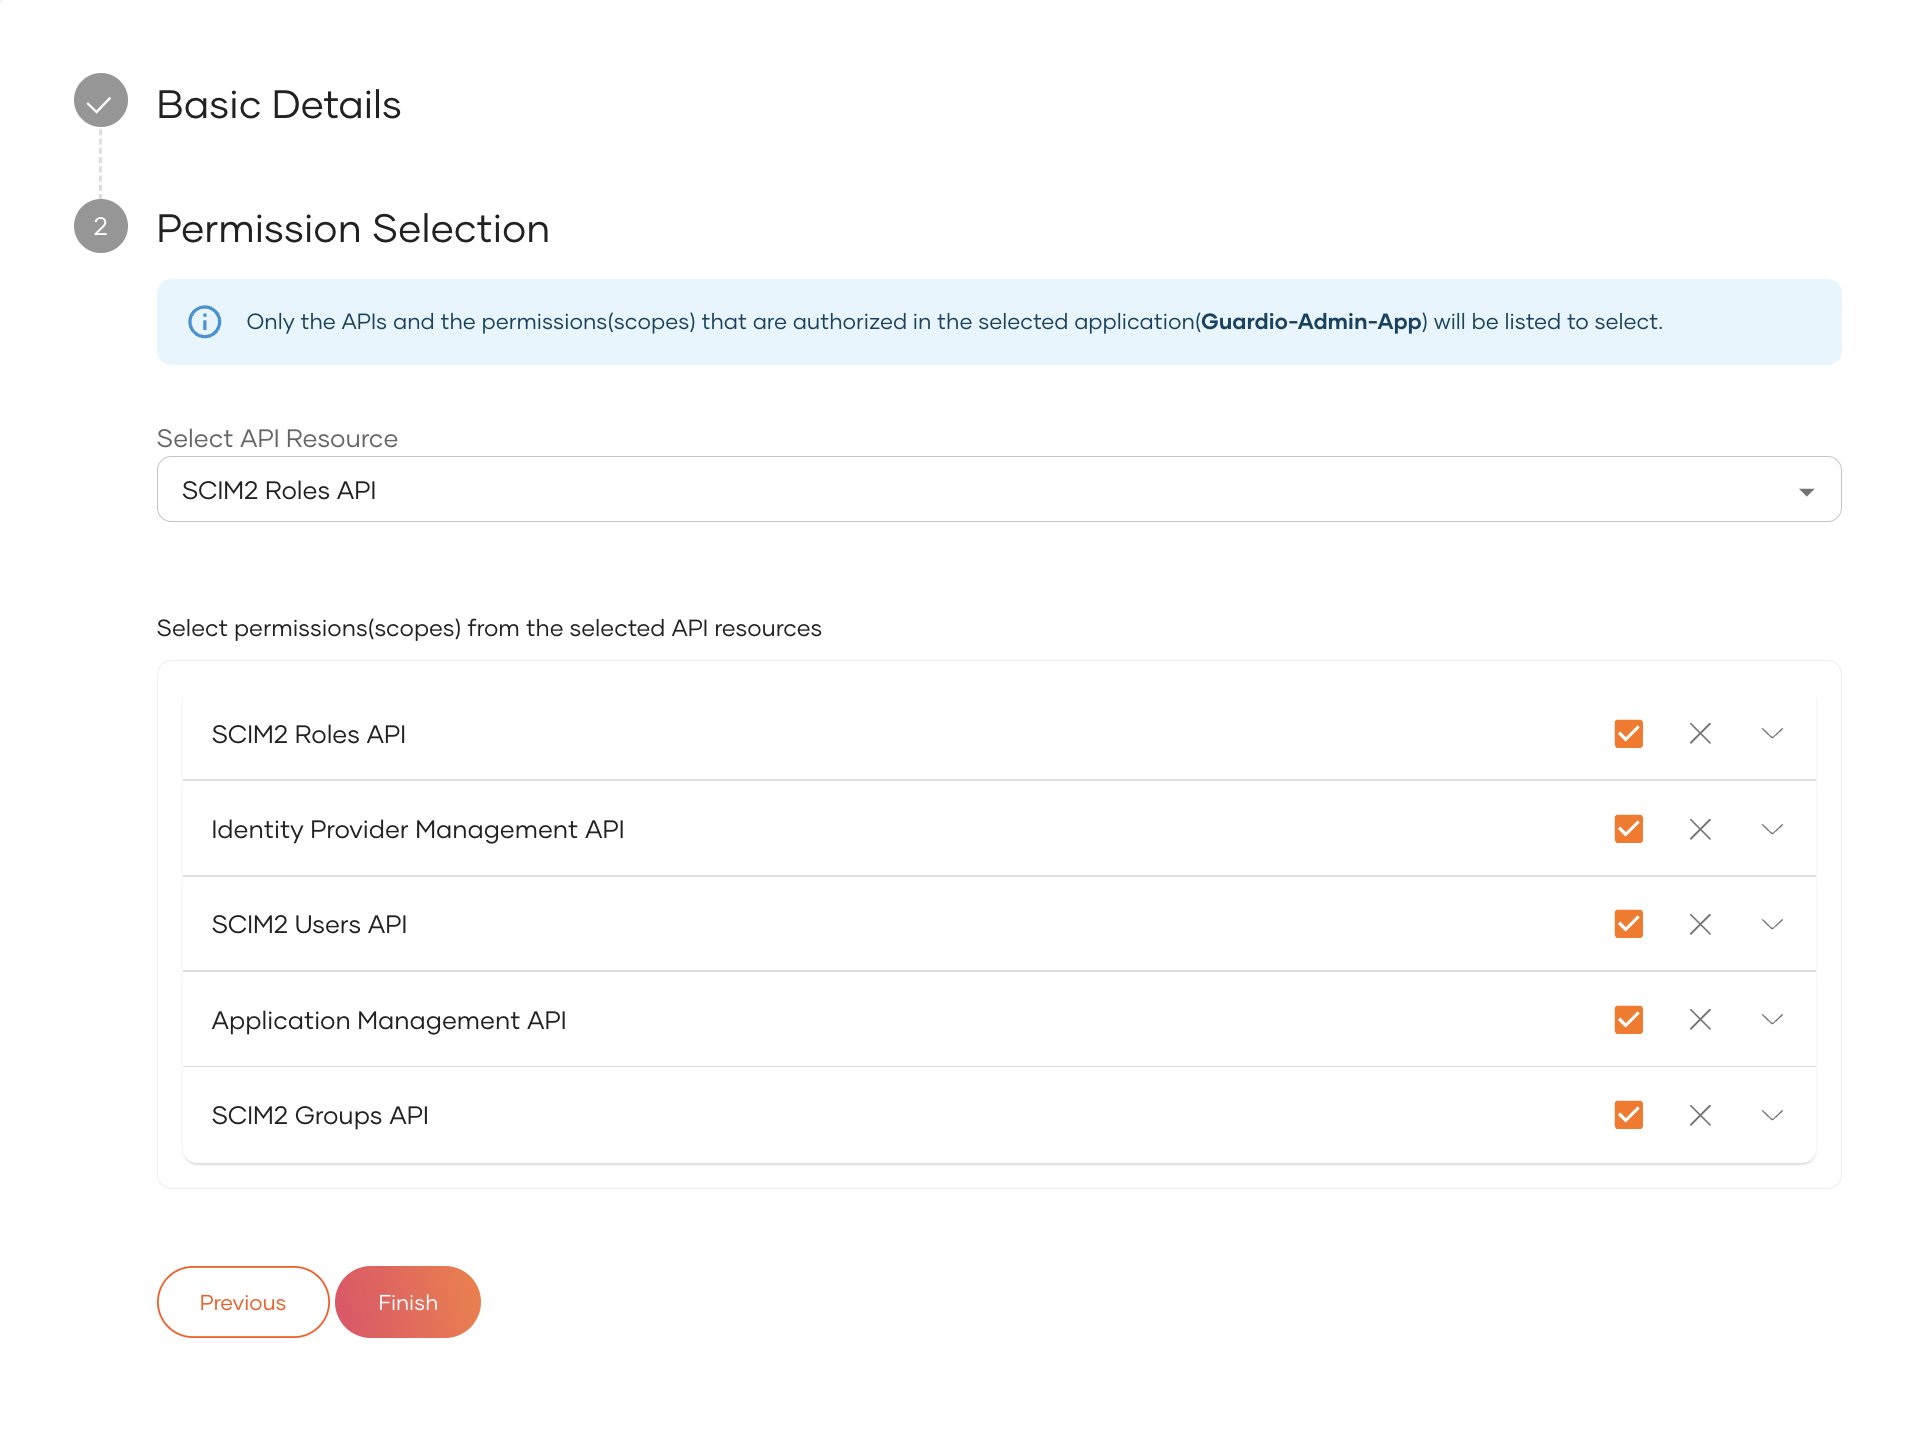 Basic Details
2
Permission Selection
Only the APIs and the permissions(scopes) that are authorized in the selected application(Guardio-Admin-App) will be listed to select.
Select API Resource
SCIM2 Roles API
Select permissions(scopes) from the selected API resources
SCIM2 Roles API
Identity Provider Management API
SCIM2 Users API
Application Management API
SCIM2 Groups API
Previous
Finish